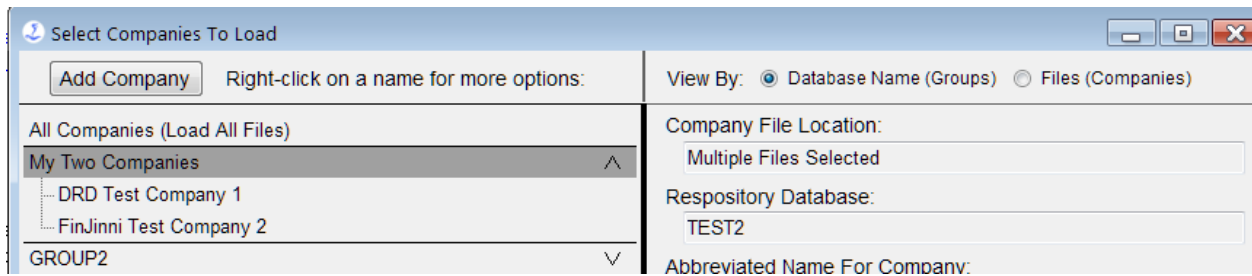 Select Companies To Load
Add Company Right-click on a name for more options:
View By: Database Name (Groups) Files (Companies)
All Companies (Load All Files)
My Two Companies
DRD Test Company 1
FinJinni Test Company 2
GROUP2
Company File Location:
Multiple Files Selected
Respository Database:
TEST2
Abbreviated Name For Company: